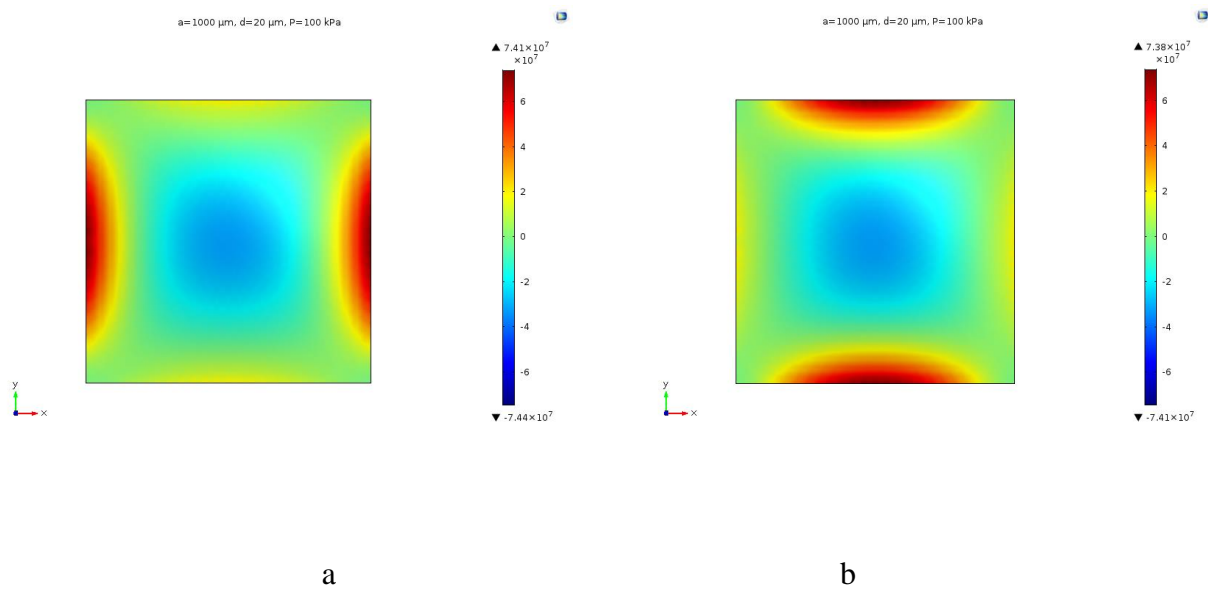 a=1000 µm, d=20 µm, P=100 kPa
▲ 7.41×10⁷
×10⁷
6
4
2
0
-2
-4
-6
▼ -7.44×10⁷
y
x
a
a=1000 µm, d=20 µm, P=100 kPa
▲ 7.38×10⁷
×10⁷
6
4
2
0
-2
-4
-6
▼ -7.41×10⁷
y
x
b